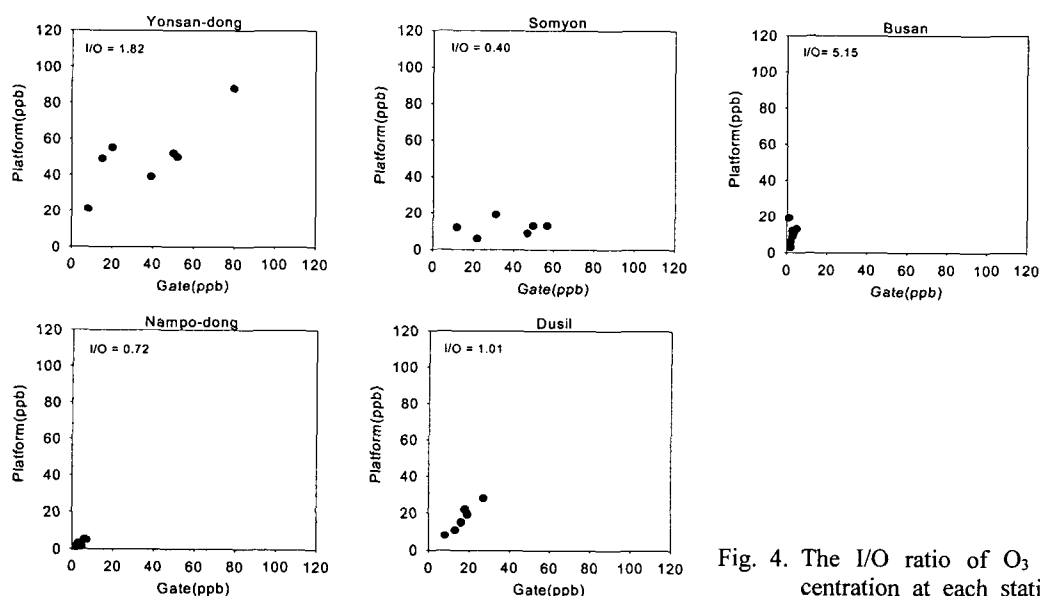 Yonsan-dong
I/O = 1.82
120
100
80
60
40
20
0
Platform(ppb)
0 20 40 60 80 100 120
Gate(ppb)
Somyon
I/O = 0.40
120
100
80
60
40
20
0
Platform(ppb)
0 20 40 60 80 100 120
Gate(ppb)
Busan
I/O= 5.15
120
100
80
60
40
20
0
Platform(ppb)
0 20 40 60 80 100 120
Gate(ppb)
Nampo-dong
I/O = 0.72
120
100
80
60
40
20
0
Platform(ppb)
0 20 40 60 80 100 120
Gate(ppb)
Dusil
I/O = 1.01
120
100
80
60
40
20
0
Platform(ppb)
0 20 40 60 80 100 120
Gate(ppb)
Fig. 4. The I/O ratio of O₃
centration at each stati